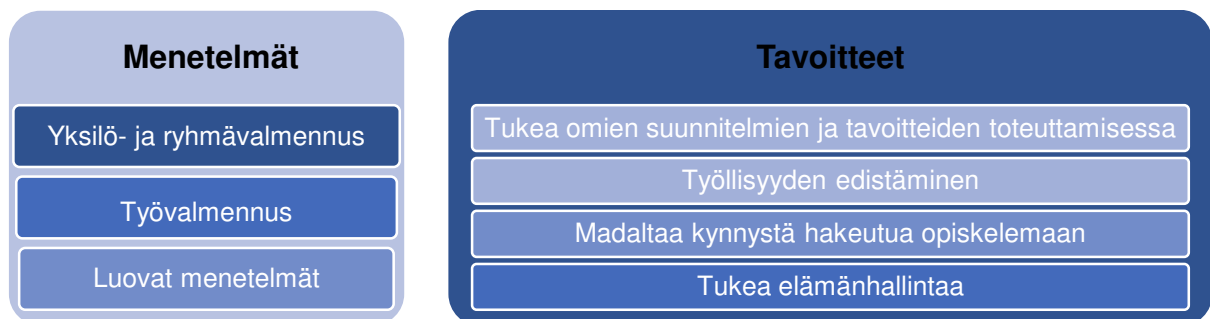 Menetelmät
Yksilö- ja ryhmävalmennus
Työvalmennus
Luovat menetelmät
Tavoitteet
Tukea omien suunnitelmien ja tavoitteiden toteuttamisessa
Työllisyyden edistäminen
Madaltaa kynnystä hakeutua opiskelemaan
Tukea elämänhallintaa